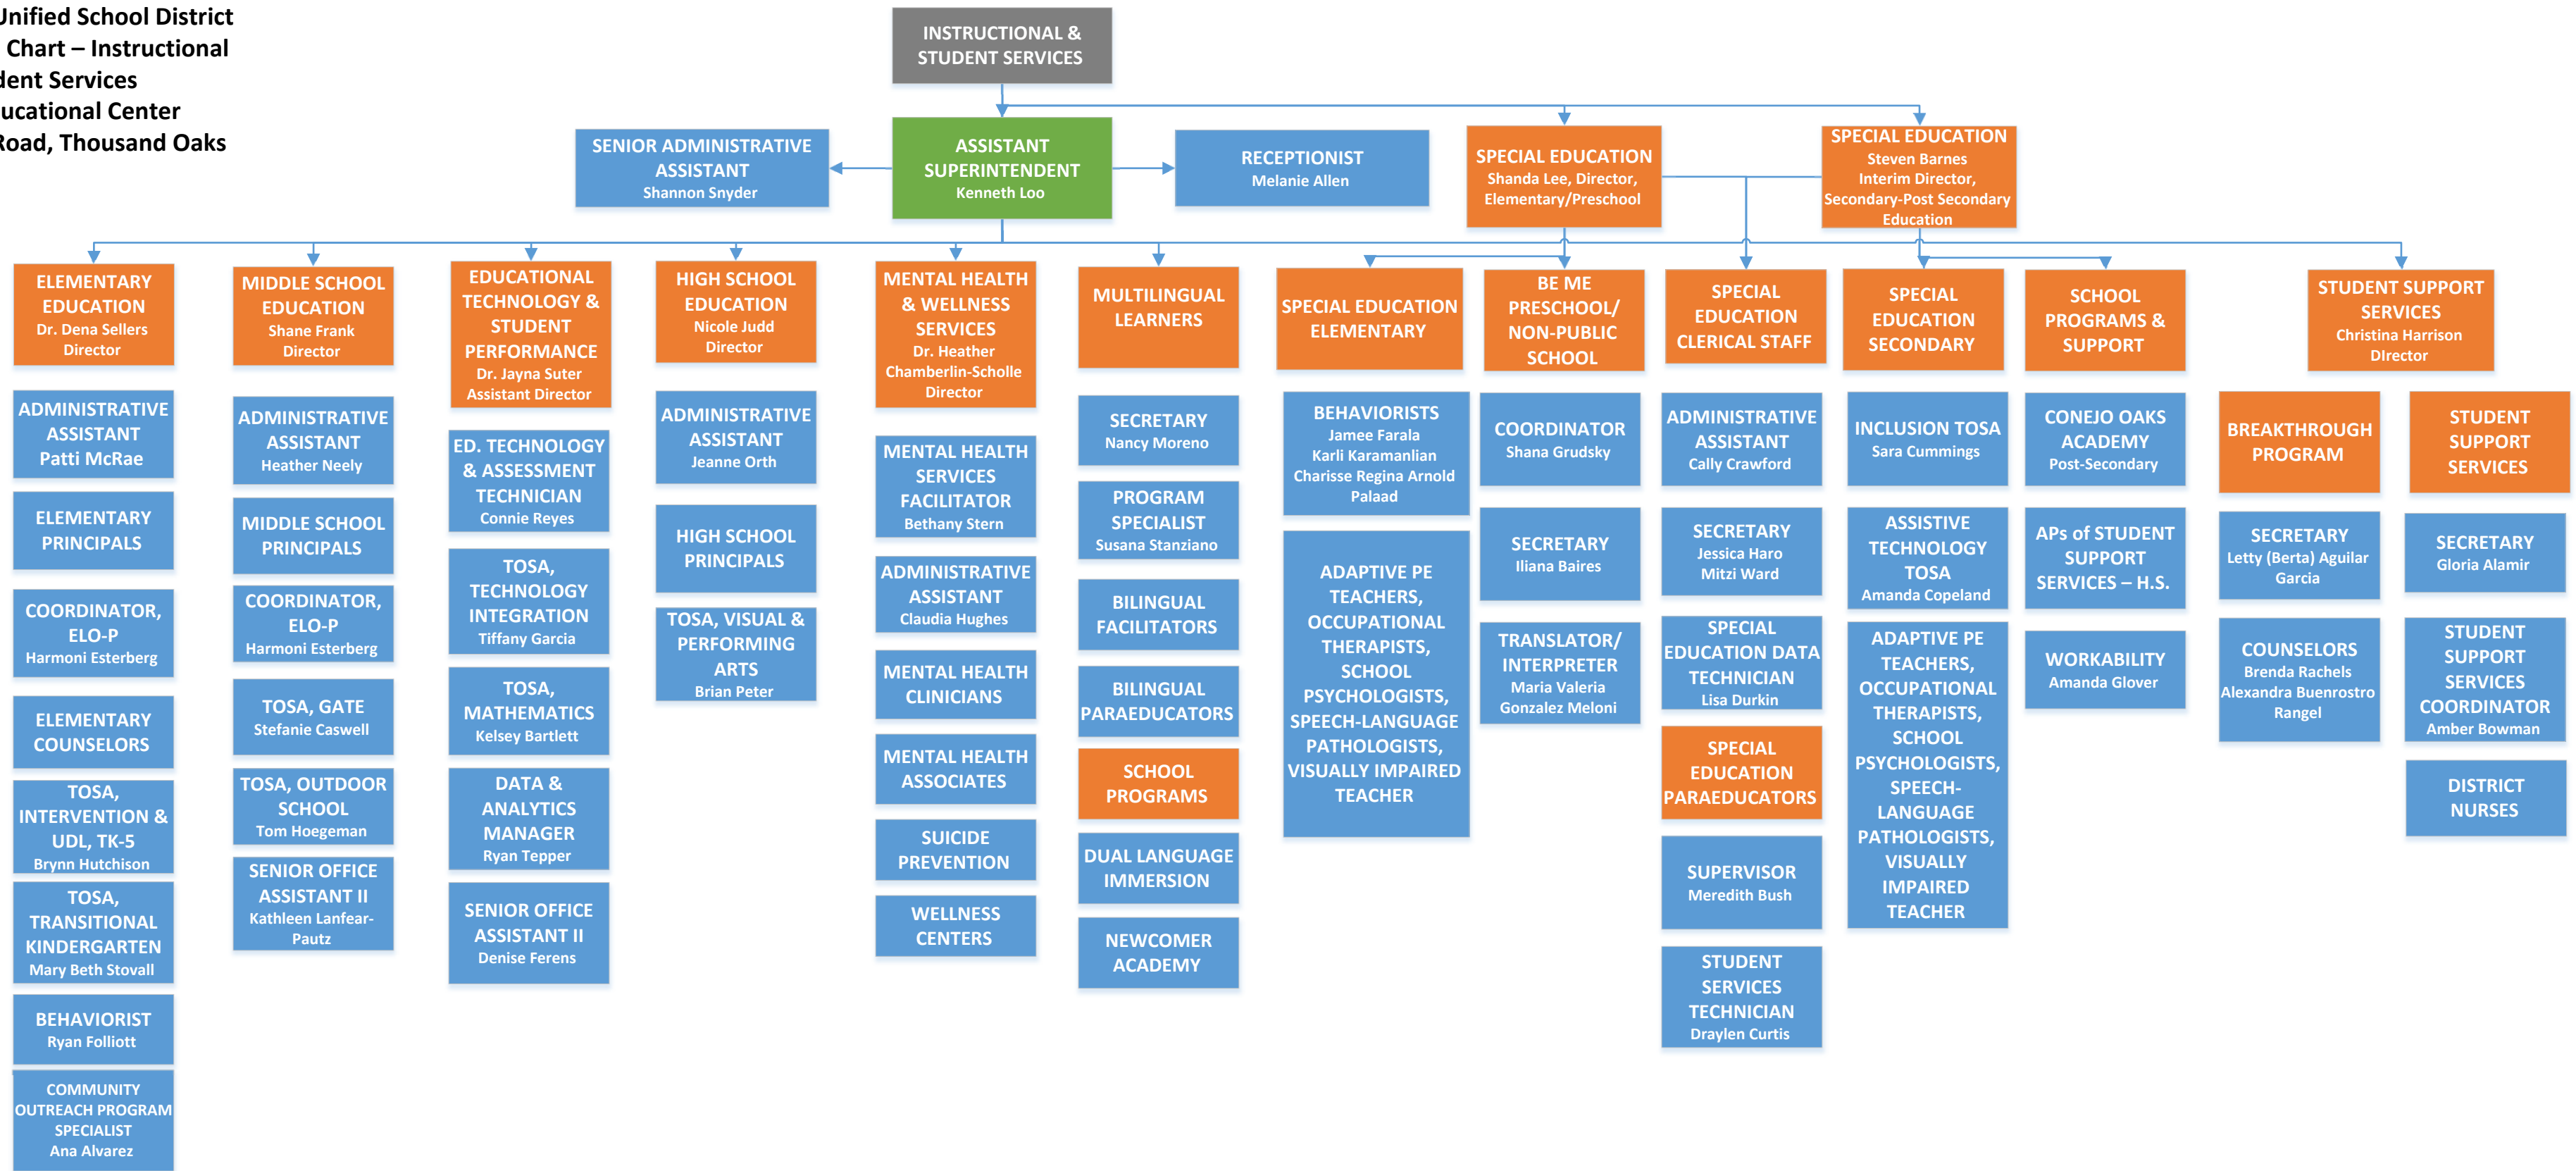 Unified School District
Chart – Instructional
dent Services
ucational Center
Road, Thousand Oaks
INSTRUCTIONAL &
STUDENT SERVICES
SENIOR ADMINISTRATIVE
ASSISTANT
Shannon Snyder
ASSISTANT
SUPERINTENDENT
Kenneth Loo
RECEPTIONIST
Melanie Allen
SPECIAL EDUCATION
Shanda Lee, Director,
Elementary/Preschool
SPECIAL EDUCATION
Steven Barnes
Interim Director,
Secondary-Post Secondary
Education
ELEMENTARY
EDUCATION
Dr. Dena Sellers
Director
ADMINISTRATIVE
ASSISTANT
Patti McRae
ELEMENTARY
PRINCIPALS
COORDINATOR,
ELO-P
Harmoni Esterberg
ELEMENTARY
COUNSELORS
TOSA,
INTERVENTION &
UDL, TK-5
Brynn Hutchison
TOSA,
TRANSITIONAL
KINDERGARTEN
Mary Beth Stovall
BEHAVIORIST
Ryan Folliott
COMMUNITY
OUTREACH PROGRAM
SPECIALIST
Ana Alvarez
MIDDLE SCHOOL
EDUCATION
Shane Frank
Director
ADMINISTRATIVE
ASSISTANT
Heather Neely
MIDDLE SCHOOL
PRINCIPALS
COORDINATOR,
ELO-P
Harmoni Esterberg
TOSA, GATE
Stefanie Caswell
TOSA, OUTDOOR
SCHOOL
Tom Hoegeman
SENIOR OFFICE
ASSISTANT II
Kathleen Lanfear-
Pautz
EDUCATIONAL
TECHNOLOGY &
STUDENT
PERFORMANCE
Dr. Jayna Suter
Assistant Director
ED. TECHNOLOGY
& ASSESSMENT
TECHNICIAN
Connie Reyes
TOSA,
TECHNOLOGY
INTEGRATION
Tiffany Garcia
TOSA,
MATHEMATICS
Kelsey Bartlett
DATA &
ANALYTICS
MANAGER
Ryan Tepper
SENIOR OFFICE
ASSISTANT II
Denise Ferens
HIGH SCHOOL
EDUCATION
Nicole Judd
Director
ADMINISTRATIVE
ASSISTANT
Jeanne Orth
HIGH SCHOOL
PRINCIPALS
TOSA, VISUAL &
PERFORMING
ARTS
Brian Peter
MENTAL HEALTH
& WELLNESS
SERVICES
Dr. Heather
Chamberlin-Scholle
Director
MENTAL HEALTH
SERVICES
FACILITATOR
Bethany Stern
ADMINISTRATIVE
ASSISTANT
Claudia Hughes
MENTAL HEALTH
CLINICIANS
MENTAL HEALTH
ASSOCIATES
SUICIDE
PREVENTION
WELLNESS
CENTERS
MULTILINGUAL
LEARNERS
SECRETARY
Nancy Moreno
PROGRAM
SPECIALIST
Susana Stanziano
BILINGUAL
FACILITATORS
BILINGUAL
PARAEDUCATORS
SCHOOL
PROGRAMS
DUAL LANGUAGE
IMMERSION
NEWCOMER
ACADEMY
SPECIAL EDUCATION
ELEMENTARY
BEHAVIORISTS
Jamee Farala
Karli Karamanlian
Charisse Regina Arnold
Palaad
ADAPTIVE PE
TEACHERS,
OCCUPATIONAL
THERAPISTS,
SCHOOL
PSYCHOLOGISTS,
SPEECH-LANGUAGE
PATHOLOGISTS,
VISUALLY IMPAIRED
TEACHER
BE ME
PRESCHOOL/
NON-PUBLIC
SCHOOL
COORDINATOR
Shana Grudsky
SECRETARY
Iliana Baires
TRANSLATOR/
INTERPRETER
Maria Valeria
Gonzalez Meloni
SPECIAL
EDUCATION
CLERICAL STAFF
ADMINISTRATIVE
ASSISTANT
Cally Crawford
SECRETARY
Jessica Haro
Mitzi Ward
SPECIAL
EDUCATION DATA
TECHNICIAN
Lisa Durkin
SPECIAL
EDUCATION
PARAEDUCATORS
SUPERVISOR
Meredith Bush
STUDENT
SERVICES
TECHNICIAN
Draylen Curtis
SPECIAL
EDUCATION
SECONDARY
INCLUSION TOSA
Sara Cummings
ASSISTIVE
TECHNOLOGY
TOSA
Amanda Copeland
ADAPTIVE PE
TEACHERS,
OCCUPATIONAL
THERAPISTS,
SCHOOL
PSYCHOLOGISTS,
SPEECH-
LANGUAGE
PATHOLOGISTS,
VISUALLY
IMPAIRED
TEACHER
SCHOOL
PROGRAMS &
SUPPORT
CONEJO OAKS
ACADEMY
Post-Secondary
APs of STUDENT
SUPPORT
SERVICES – H.S.
WORKABILITY
Amanda Glover
STUDENT SUPPORT
SERVICES
Christina Harrison
DIrector
BREAKTHROUGH
PROGRAM
SECRETARY
Letty (Berta) Aguilar
Garcia
COUNSELORS
Brenda Rachels
Alexandra Buenrostro
Rangel
STUDENT
SUPPORT
SERVICES
SECRETARY
Gloria Alamir
STUDENT
SUPPORT
SERVICES
COORDINATOR
Amber Bowman
DISTRICT
NURSES